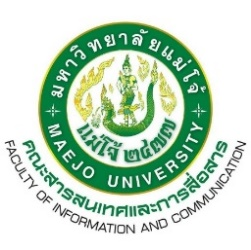 มหาวิทยาลัยแม่โจ้
แม่โจ้ ๒๔๗๗
MAEJO UNIVERSITY
คณะสารสนเทศและการสื่อสาร
FACULTY OF INFORMATION AND COMMUNICATION